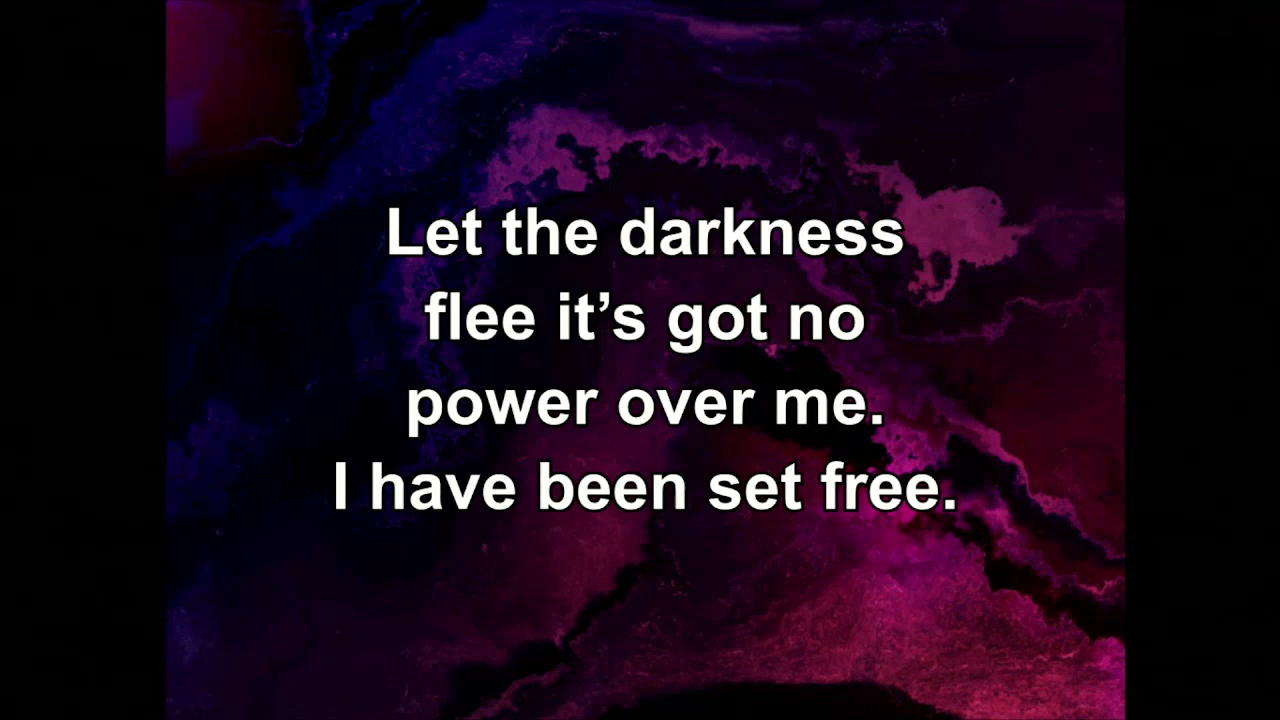 Let the darkness
flee it’s got no
power over me.
I have been set free.